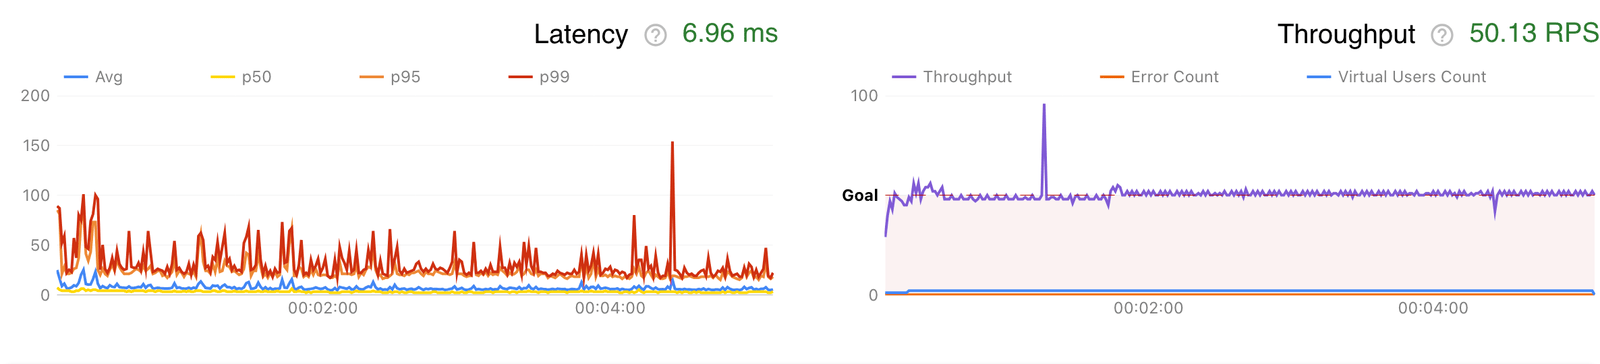 Latency ? 6.96 ms
Avg p50 p95 p99
200
150
100
50
0
00:02:00 00:04:00
Throughput ? 50.13 RPS
Throughput Error Count Virtual Users Count
100
Goal
0
00:02:00 00:04:00